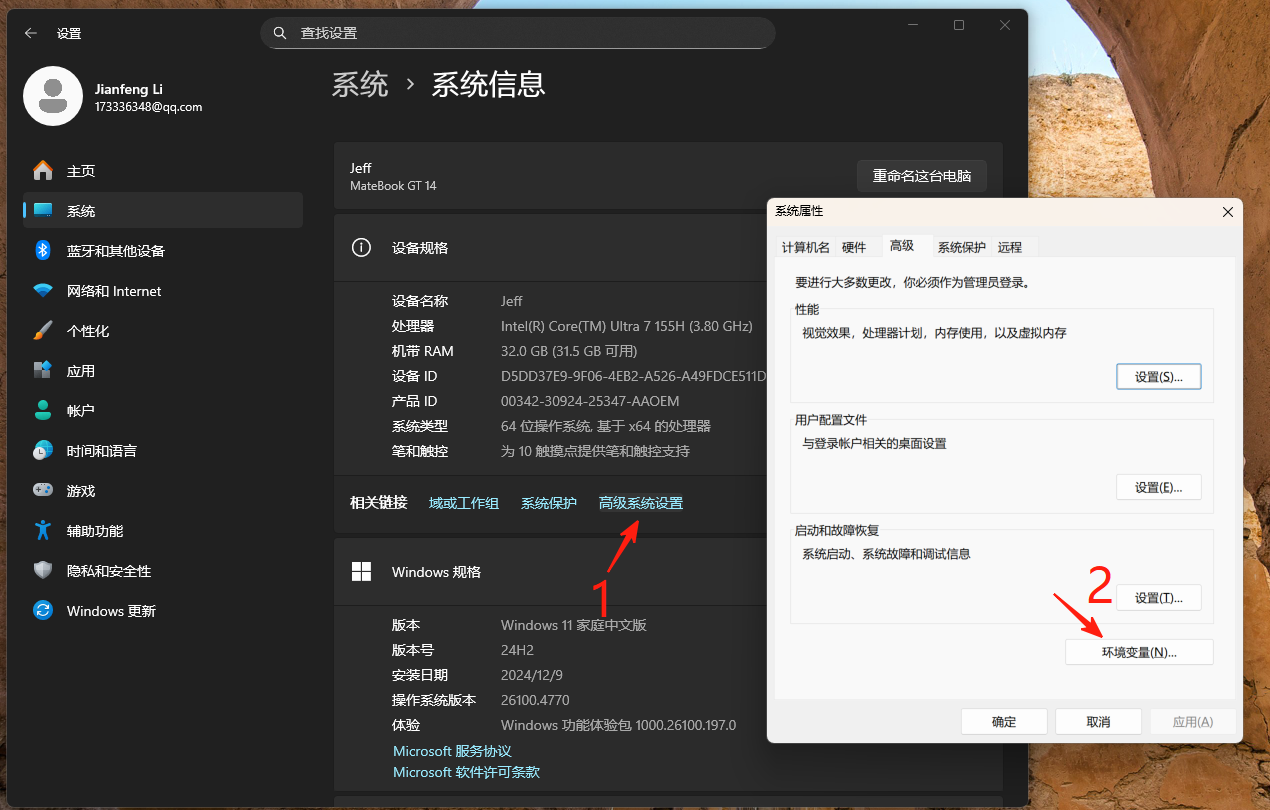 设置
查找设置
Jianfeng Li
173336348@qq.com
主页
系统
蓝牙和其他设备
网络和 Internet
个性化
应用
帐户
时间和语言
游戏
辅助功能
隐私和安全性
Windows 更新
系统 › 系统信息
Jeff
MateBook GT 14
重命名这台电脑
设备规格
设备名称 Jeff
处理器 Intel(R) Core(TM) Ultra 7 155H (3.80 GHz)
机带 RAM 32.0 GB (31.5 GB 可用)
设备 ID D5DD37E9-9F06-4EB2-A526-A49FDCE511D
产品 ID 00342-30924-25347-AAOEM
系统类型 64 位操作系统, 基于 x64 的处理器
笔和触控 为 10 触摸点提供笔和触控支持
相关链接 域或工作组 系统保护 高级系统设置
1
Windows 规格
版本 Windows 11 家庭中文版
版本号 24H2
安装日期 2024/12/9
操作系统版本 26100.4770
体验 Windows 功能体验包 1000.26100.197.0
Microsoft 服务协议
Microsoft 软件许可条款
系统属性
计算机名 硬件 高级 系统保护 远程
要进行大多数更改，你必须作为管理员登录。
性能
视觉效果，处理器计划，内存使用，以及虚拟内存
设置(S)...
用户配置文件
与登录帐户相关的桌面设置
设置(E)...
启动和故障恢复
系统启动、系统故障和调试信息
2
设置(T)...
环境变量(N)...
确定 取消 应用(A)